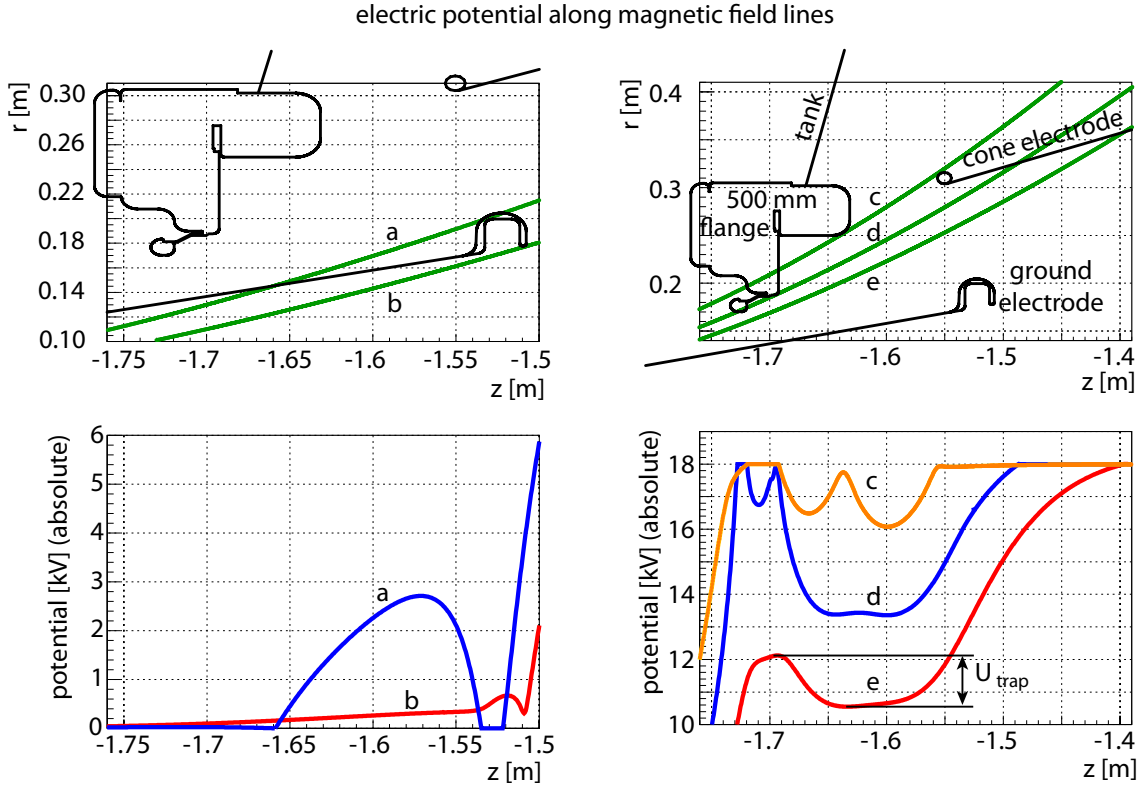 electric potential along magnetic field lines
r [m]
0.30
0.26
0.22
0.18
0.14
0.10
a
b
-1.75
-1.7
-1.65
-1.6
-1.55
-1.5
z [m]
r [m]
0.4
0.3
0.2
tank
cone electrode
500 mm
flange
c
d
e
ground
electrode
-1.7
-1.6
-1.5
-1.4
z [m]
potential [kV] (absolute)
6
5
4
3
2
1
0
a
b
-1.75
-1.7
-1.65
-1.6
-1.55
-1.5
z [m]
potential [kV] (absolute)
18
16
14
12
10
c
d
e
U trap
-1.7
-1.6
-1.5
-1.4
z [m]